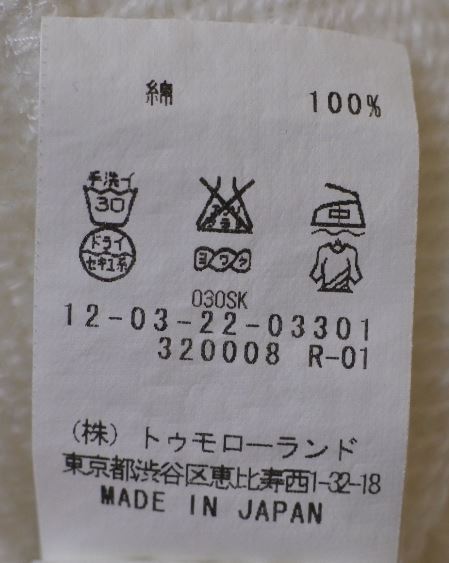 綿 100%
手洗イ
30
中
ドライ
セキユ系
ヨワク
030SK
12-03-22-03301
320008 R-01
(株) トゥモローランド
東京都渋谷区恵比寿西1-32-18
MADE IN JAPAN